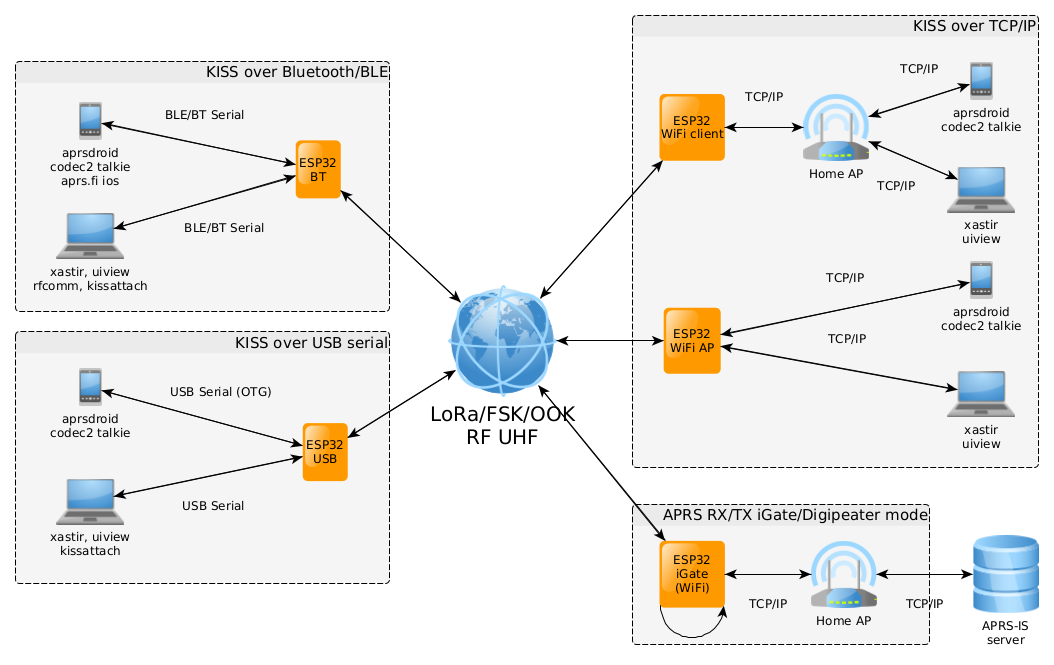 KISS over Bluetooth/BLE
BLE/BT Serial
aprsdroid
codec2 talkie
aprs.fi ios
ESP32
BT
BLE/BT Serial
xastir, uiview
rfcomm, kissattach
KISS over USB serial
USB Serial (OTG)
aprsdroid
codec2 talkie
ESP32
USB
USB Serial
xastir, uiview
kissattach
LoRa/FSK/OOK
RF UHF
KISS over TCP/IP
ESP32
WiFi client
TCP/IP
Home AP
TCP/IP
aprsdroid
codec2 talkie
TCP/IP
xastir
uiview
ESP32
WiFi AP
TCP/IP
aprsdroid
codec2 talkie
TCP/IP
xastir
uiview
APRS RX/TX iGate/Digipeater mode
ESP32
iGate
(WiFi)
TCP/IP
Home AP
TCP/IP
APRS-IS
server